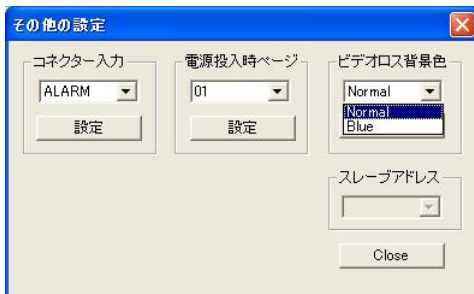 その他の設定
コネクター入力
ALARM
設定
電源投入時ページ
01
設定
ビデオロス背景色
Normal
Normal
Blue
スレーブアドレス
Close